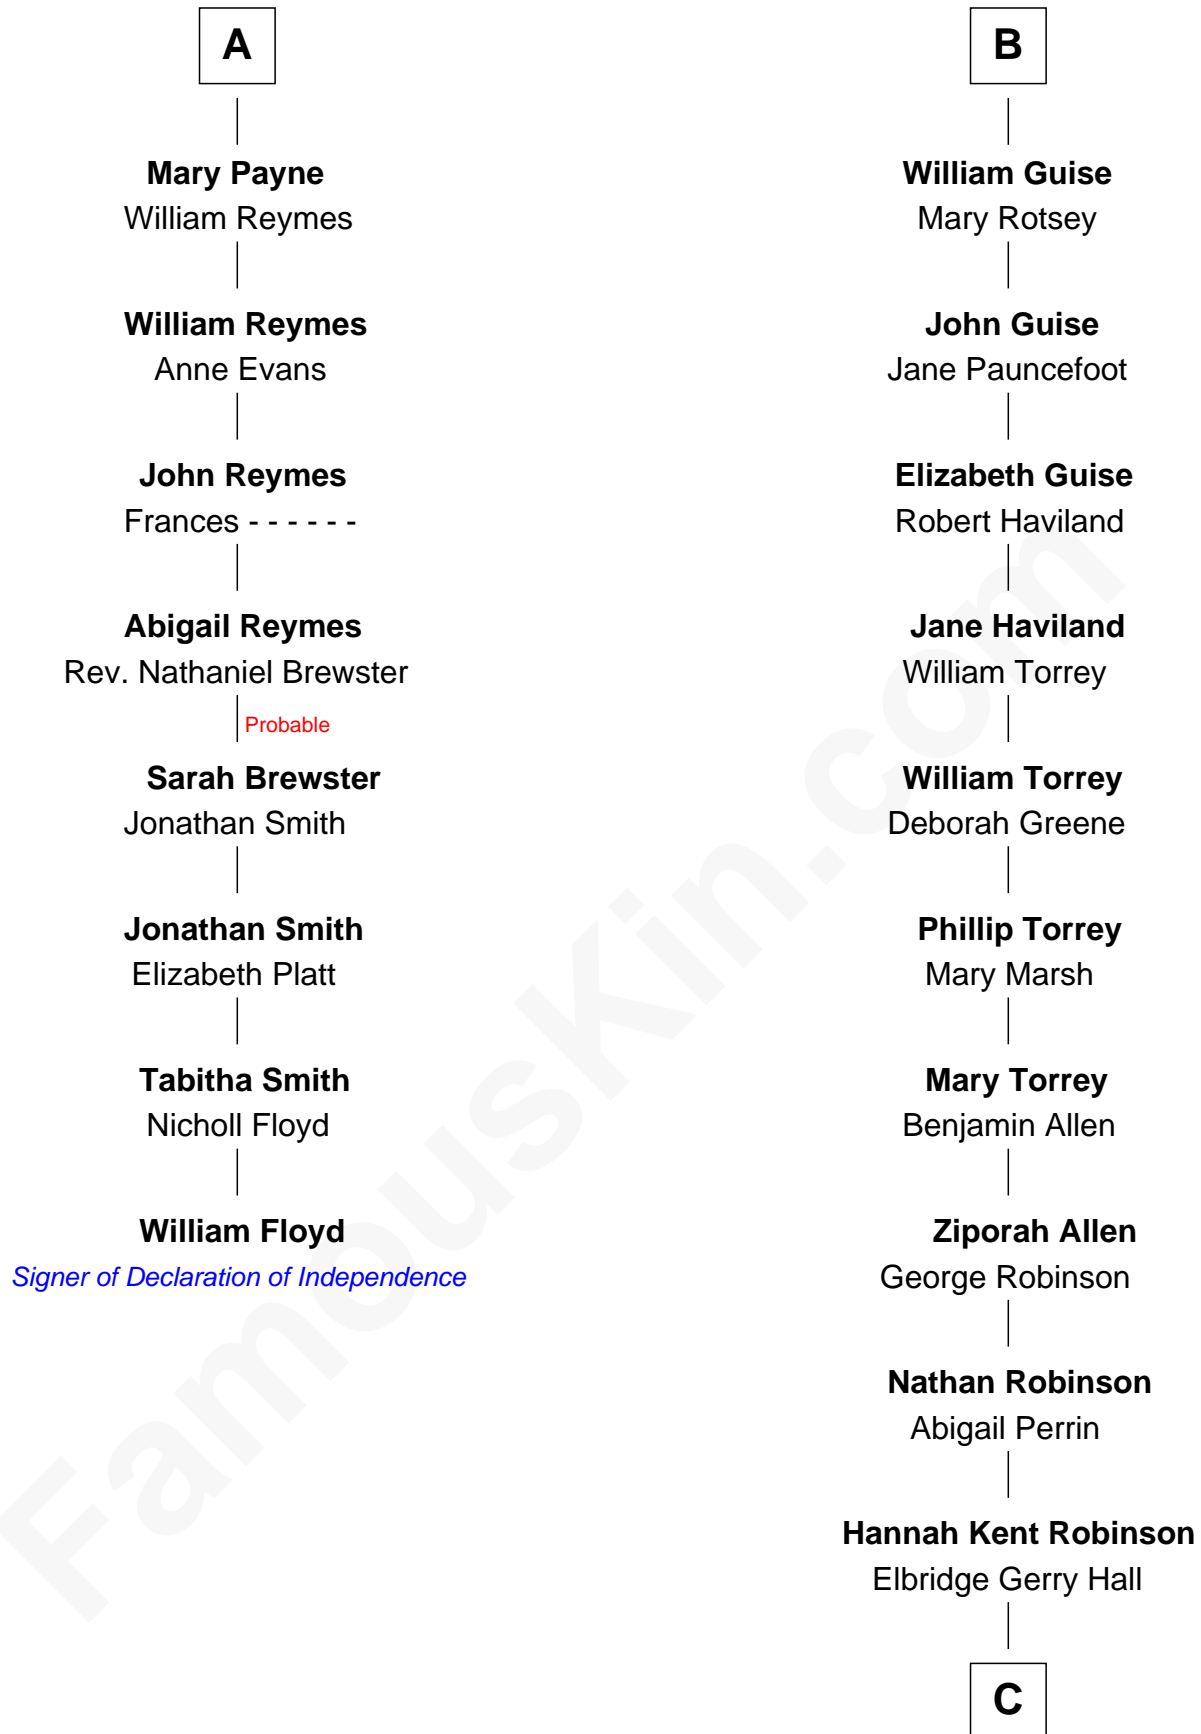 A
Mary Payne
William Reymes
William Reymes
Anne Evans
John Reymes
Frances - - - - - -
Abigail Reymes
Rev. Nathaniel Brewster
Probable
Sarah Brewster
Jonathan Smith
Jonathan Smith
Elizabeth Platt
Tabitha Smith
Nicholl Floyd
William Floyd
Signer of Declaration of Independence
B
William Guise
Mary Rotsey
John Guise
Jane Pauncefoot
Elizabeth Guise
Robert Haviland
Jane Haviland
William Torrey
William Torrey
Deborah Greene
Phillip Torrey
Mary Marsh
Mary Torrey
Benjamin Allen
Ziporah Allen
George Robinson
Nathan Robinson
Abigail Perrin
Hannah Kent Robinson
Elbridge Gerry Hall
C
FamousKin.com